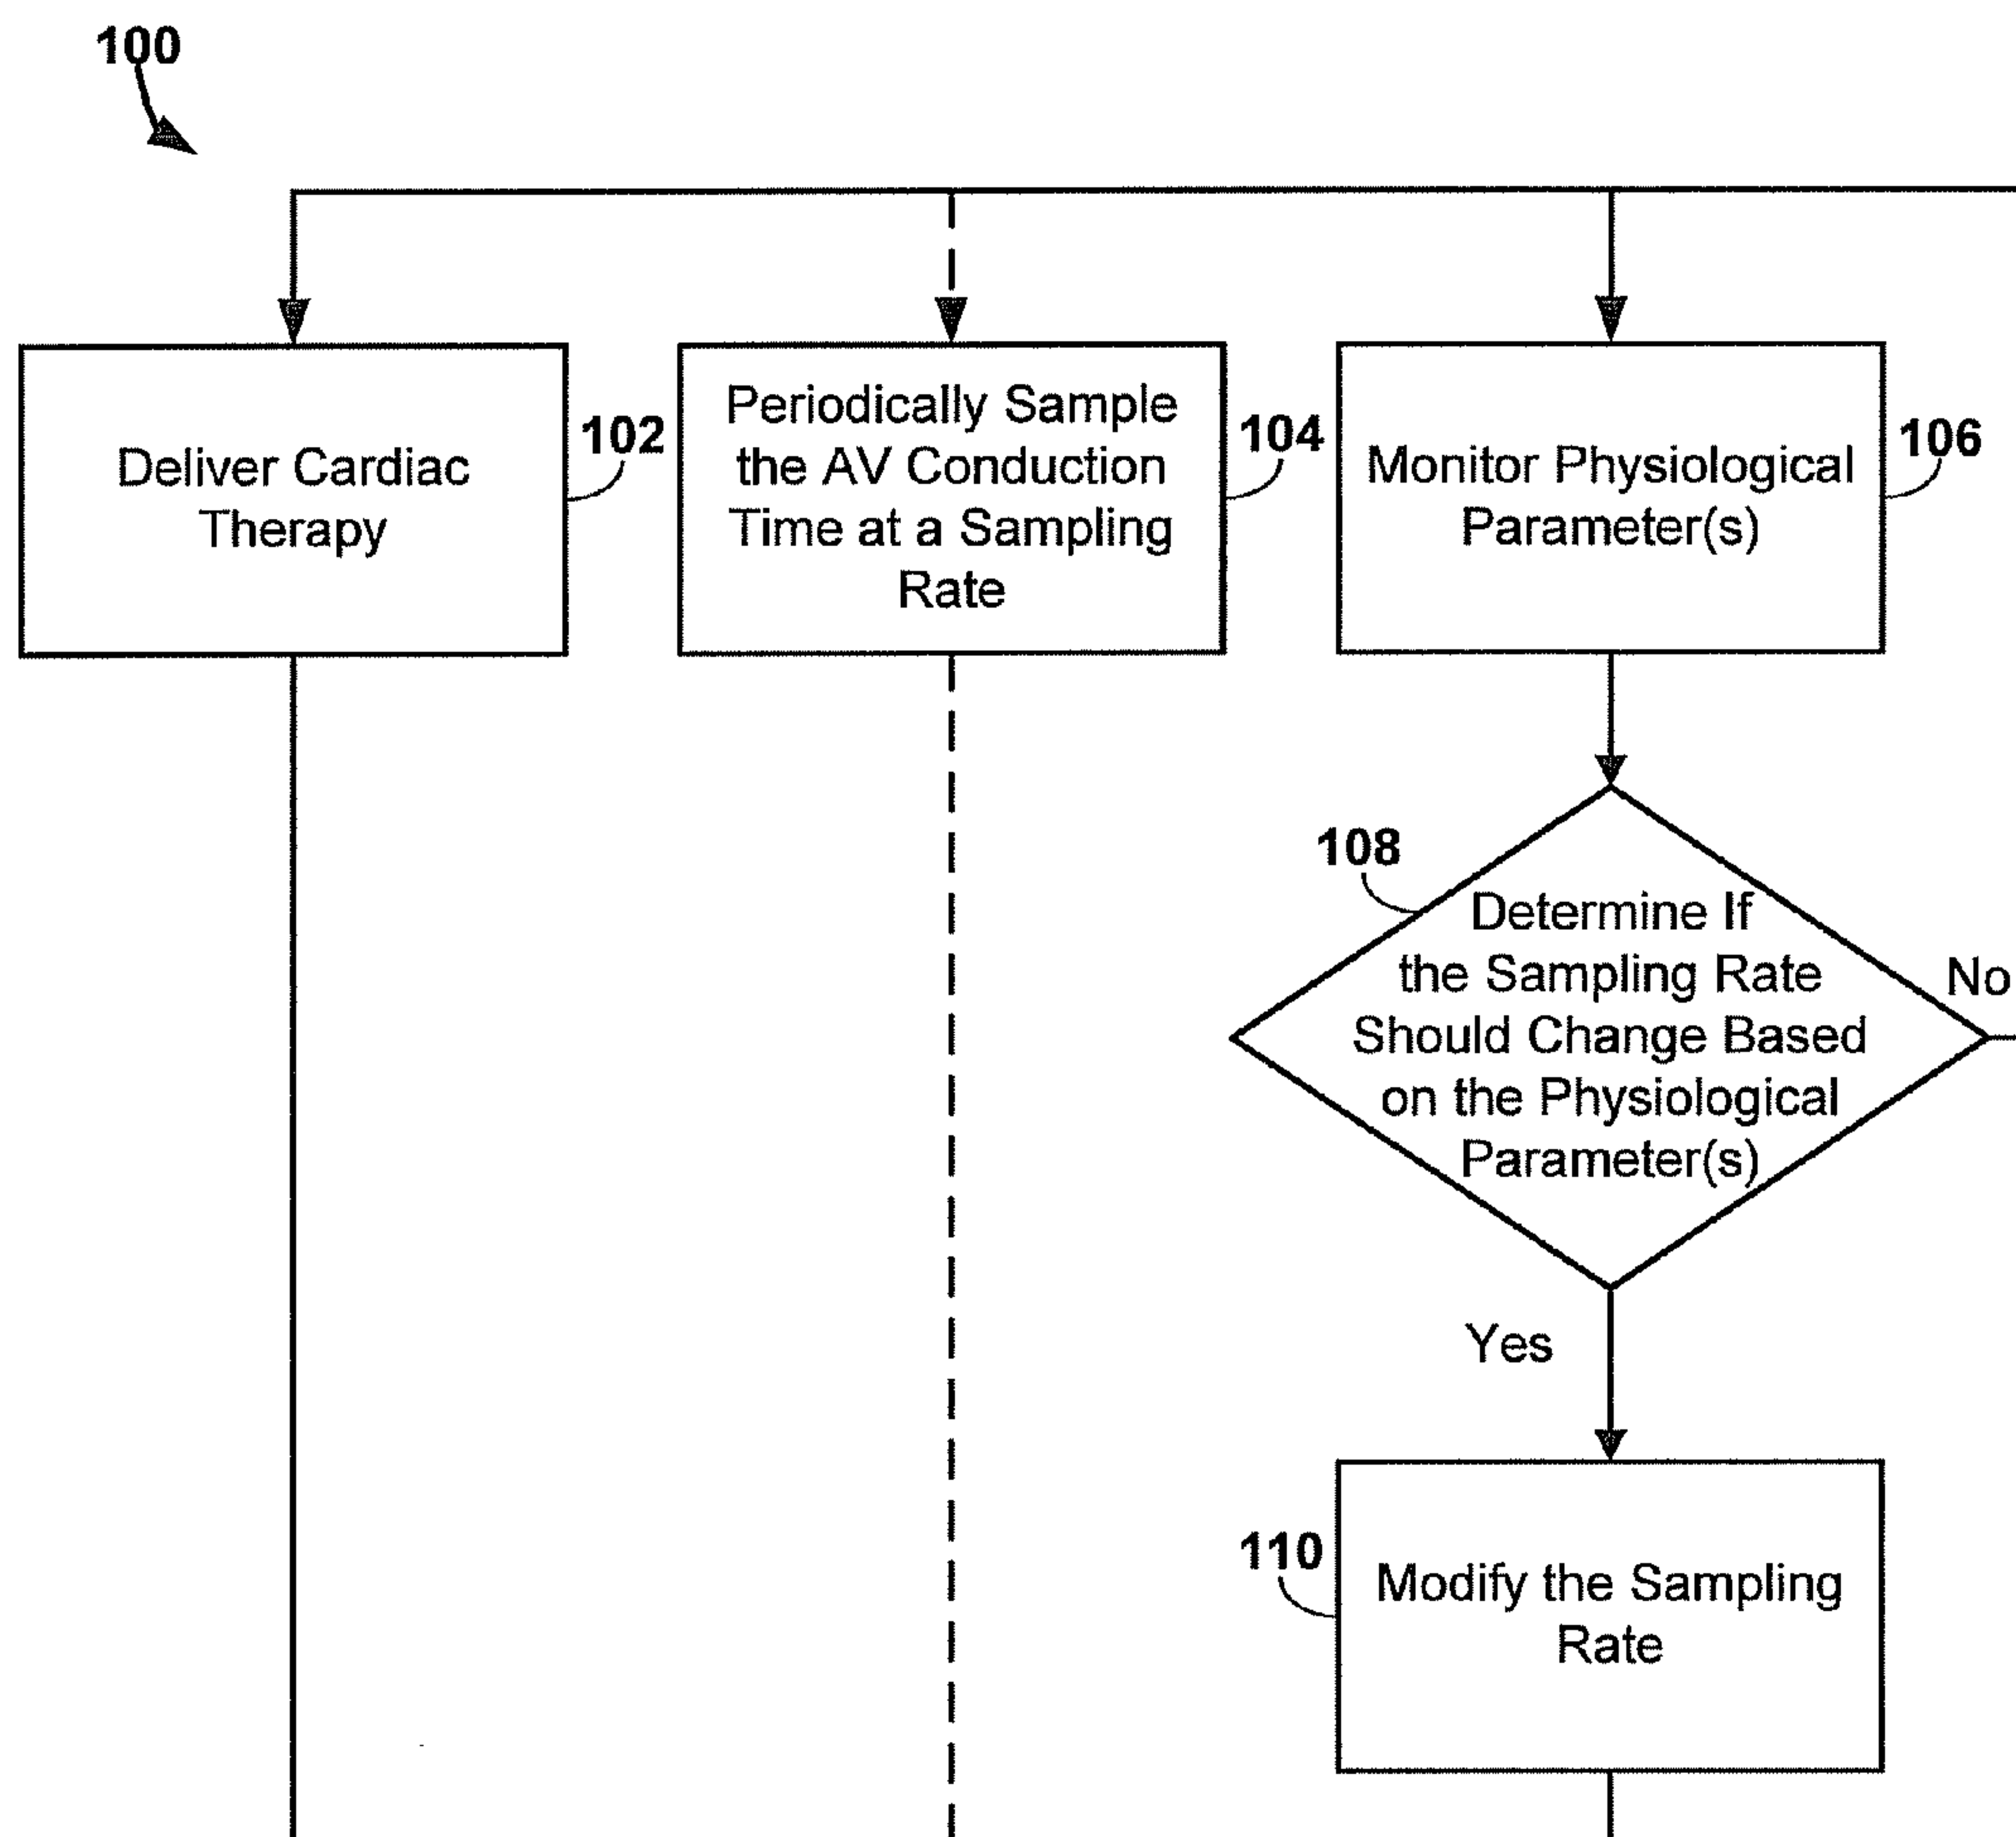 100
Deliver Cardiac
Therapy
102
Periodically Sample
the AV Conduction
Time at a Sampling
Rate
104
Monitor Physiological
Parameter(s)
106
108
Determine If
the Sampling Rate
Should Change Based
on the Physiological
Parameter(s)
No
Yes
110
Modify the Sampling
Rate